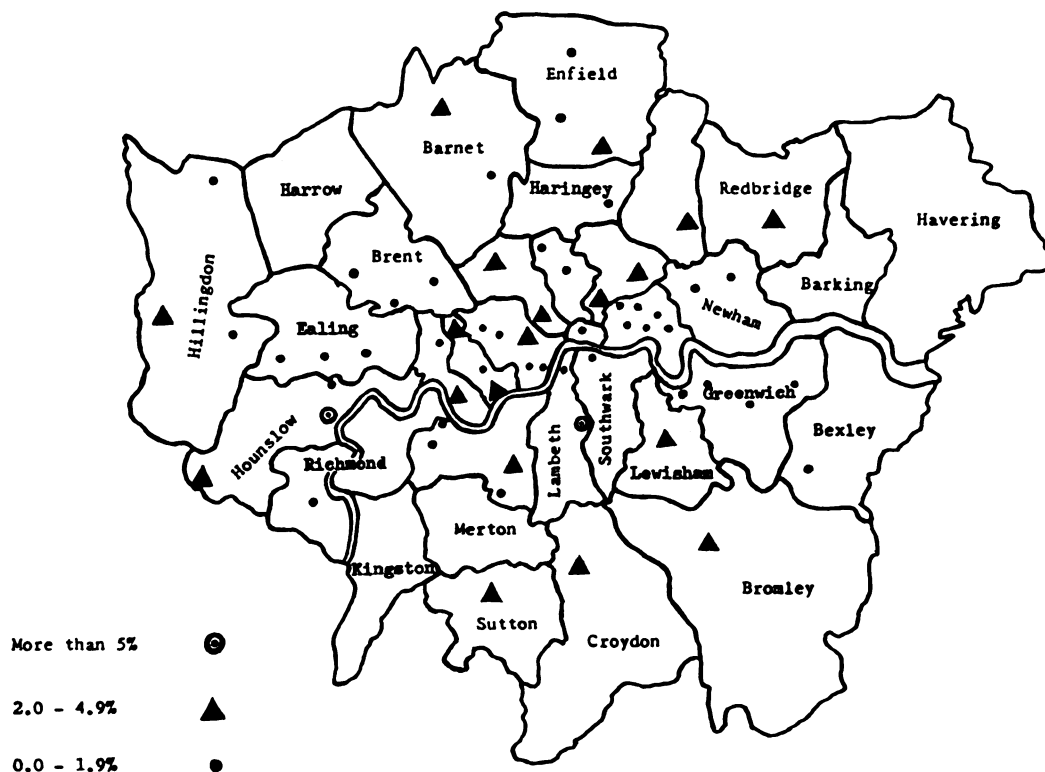 Enfield
Barnet
Haringey
Redbridge
Harrow
Havering
Brent
Barking
Hillingdon
Newham
Ealing
Greenwich
Hounslow
Richmond
Lambeth
Southwark
Lewisham
Bexley
Merton
Kingston
Bromley
Sutton
Croydon
More than 5%
2.0 - 4.9%
0.0 - 1.9%